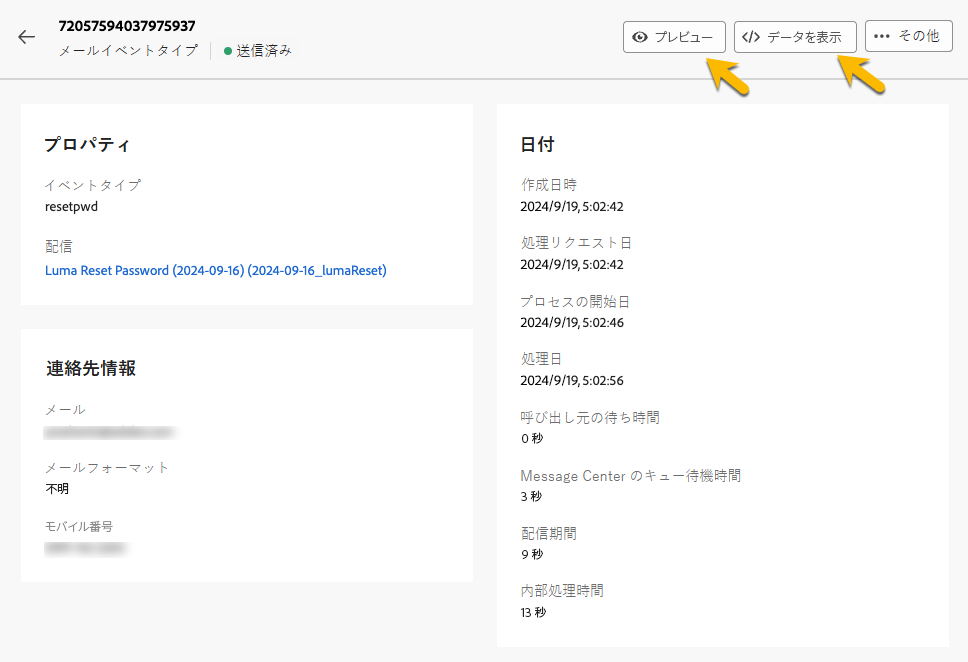 72057594037975937
メールイベントタイプ 送信済み
プレビュー データを表示 その他
プロパティ
イベントタイプ
resetpwd
配信
Luma Reset Password (2024-09-16) (2024-09-16_lumaReset)
連絡先情報
メール
メールフォーマット
不明
モバイル番号
日付
作成日時
2024/9/19, 5:02:42
処理リクエスト日
2024/9/19, 5:02:42
プロセスの開始日
2024/9/19, 5:02:46
処理日
2024/9/19, 5:02:56
呼び出し元の待ち時間
0 秒
Message Center のキュー待機時間
3 秒
配信期間
9 秒
内部処理時間
13 秒